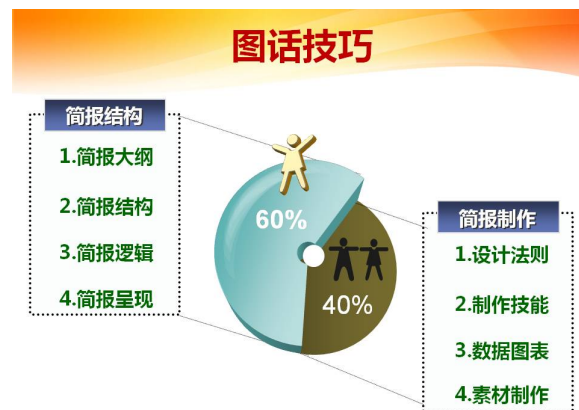 图话技巧
简报结构
1.简报大纲
2.简报结构
3.简报逻辑
4.简报呈现
60%
40%
简报制作
1.设计法则
2.制作技能
3.数据图表
4.素材制作